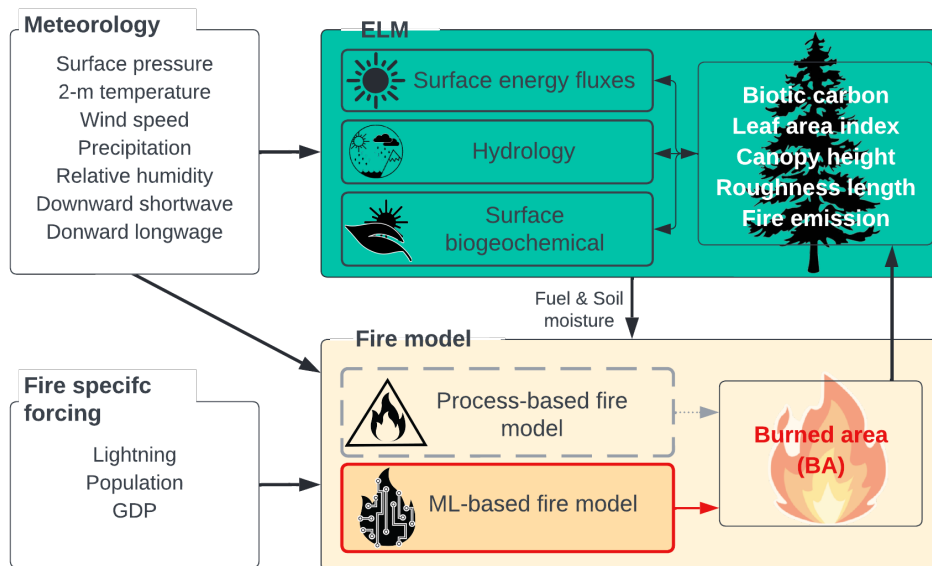 Meteorology
Surface pressure
2-m temperature
Wind speed
Precipitation
Relative humidity
Downward shortwave
Donward longwage
ELM
Surface energy fluxes
Hydrology
Surface
biogeochemical
Biotic carbon
Leaf area index
Canopy height
Roughness length
Fire emission
Fuel & Soil
moisture
Fire specifc
forcing
Lightning
Population
GDP
Fire model
Process-based fire
model
ML-based fire model
Burned area
(BA)